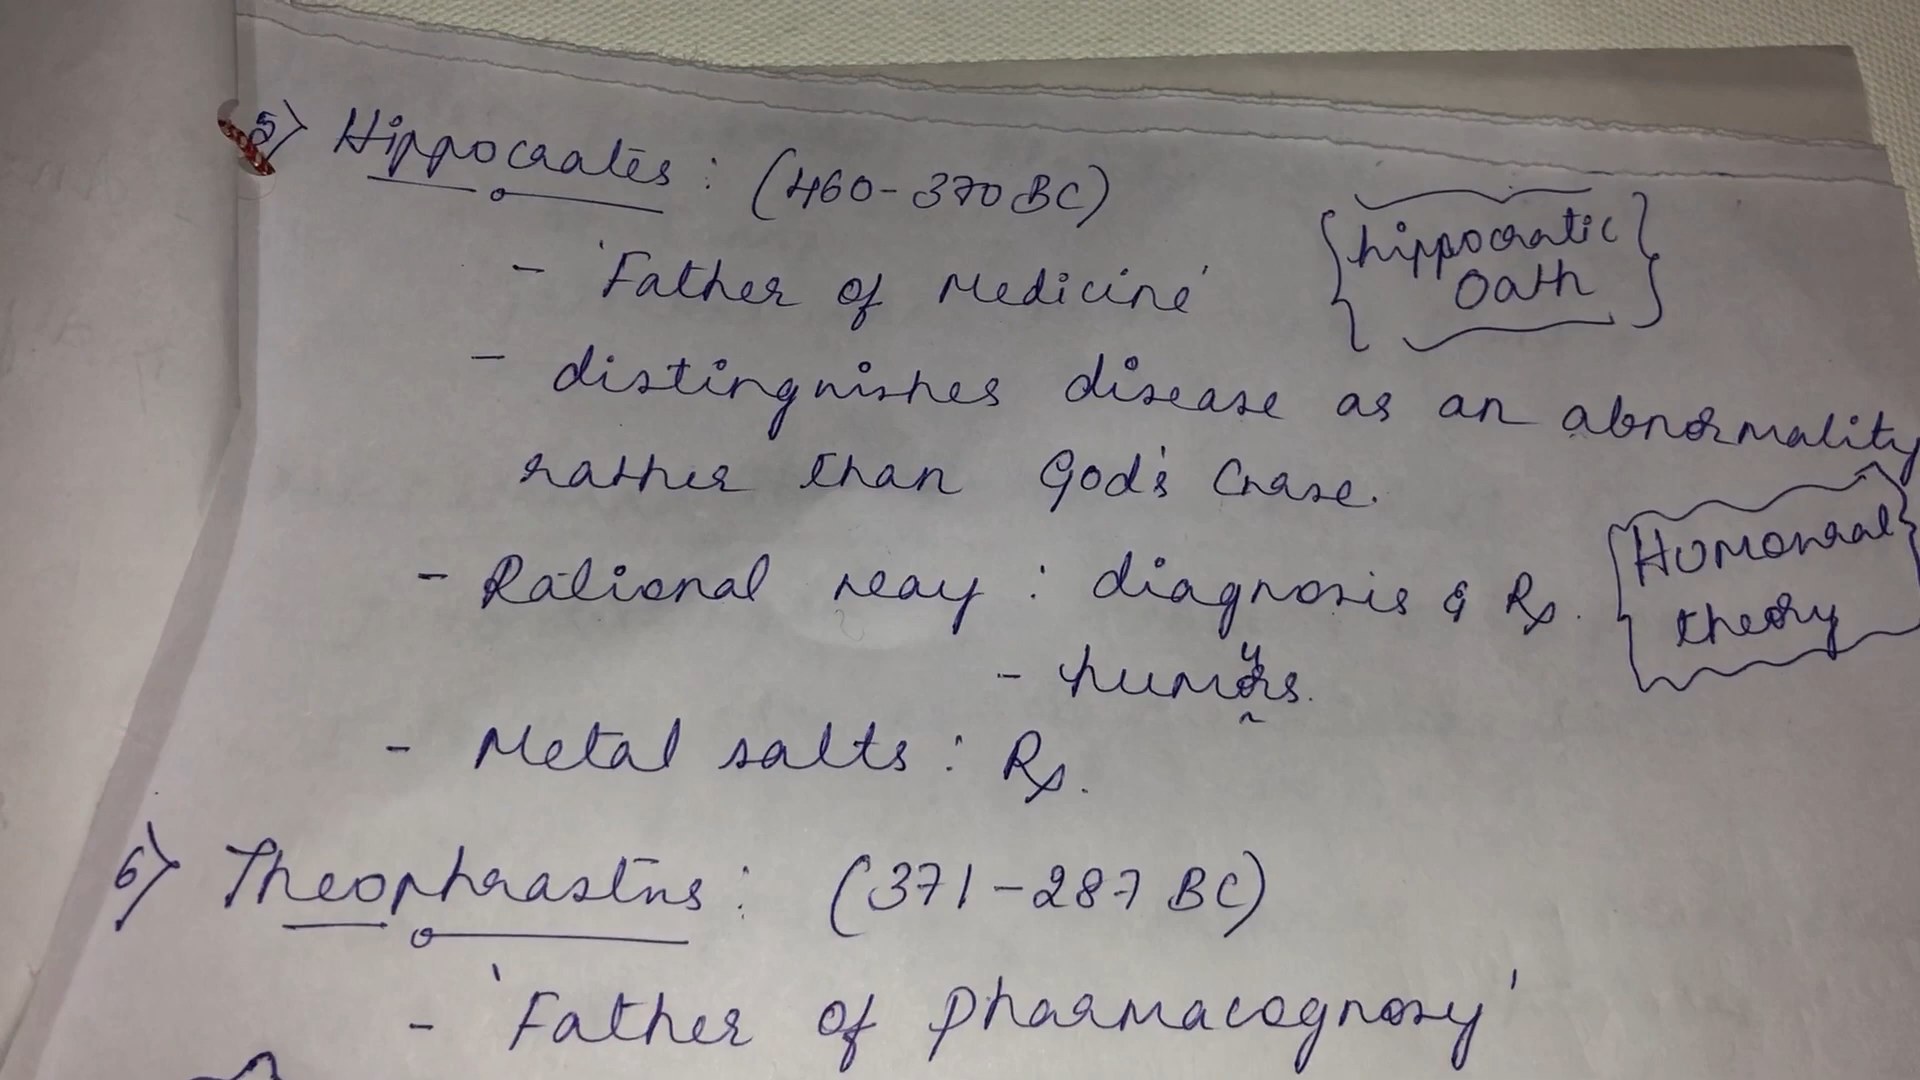 5) Hippocrates : (460-370 BC)
{hippocratic
Oath}
- 'Father of Medicine'
- distinguishes disease as an abnormality
rather than God's Crase.
- Rational way : diagnosis & Rx.
{Humoral
theory}
- humors.
- Metal salts : Rx.
6) Theophrastus : (371-287 BC)
- 'Father of pharmacognosy'